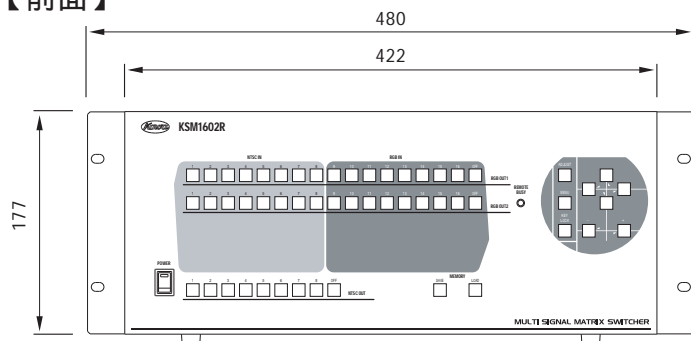 【前面】
480
422
177
Kowa KSM1602R
NTSC IN RGB IN
1 2 3 4 5 6 7 8 9 10 11 12 13 14 15 16 OFF RGB OUT1
1 2 3 4 5 6 7 8 9 10 11 12 13 14 15 16 OFF RGB OUT2
REMOTE
BUSY
KEY
LOCK
POWER
MEMORY
1 2 3 4 5 6 7 8 OFF NTSC OUT
SAVE LOAD
MULTI SIGNAL MATRIX SWITCHER